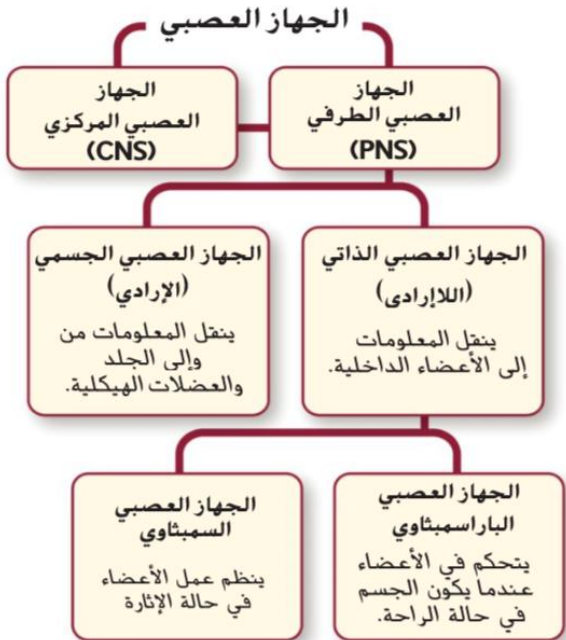 الجهاز العصبي
الجهاز
العصبي الطرفي
(PNS)
الجهاز
العصبي المركزي
(CNS)
الجهاز العصبي الذاتي
(اللاإرادى)
ينقل المعلومات
إلى الأعضاء الداخلية.
الجهاز العصبي الجسمي
(الإرادي)
ينقل المعلومات من
وإلى الجلد
والعضلات الهيكلية.
الجهاز العصبي
الباراسمبثاوي
يتحكم في الأعضاء
عندما يكون الجسم
في حالة الراحة.
الجهاز العصبي
السمبثاوي
ينظم عمل الأعضاء
في حالة الإثارة